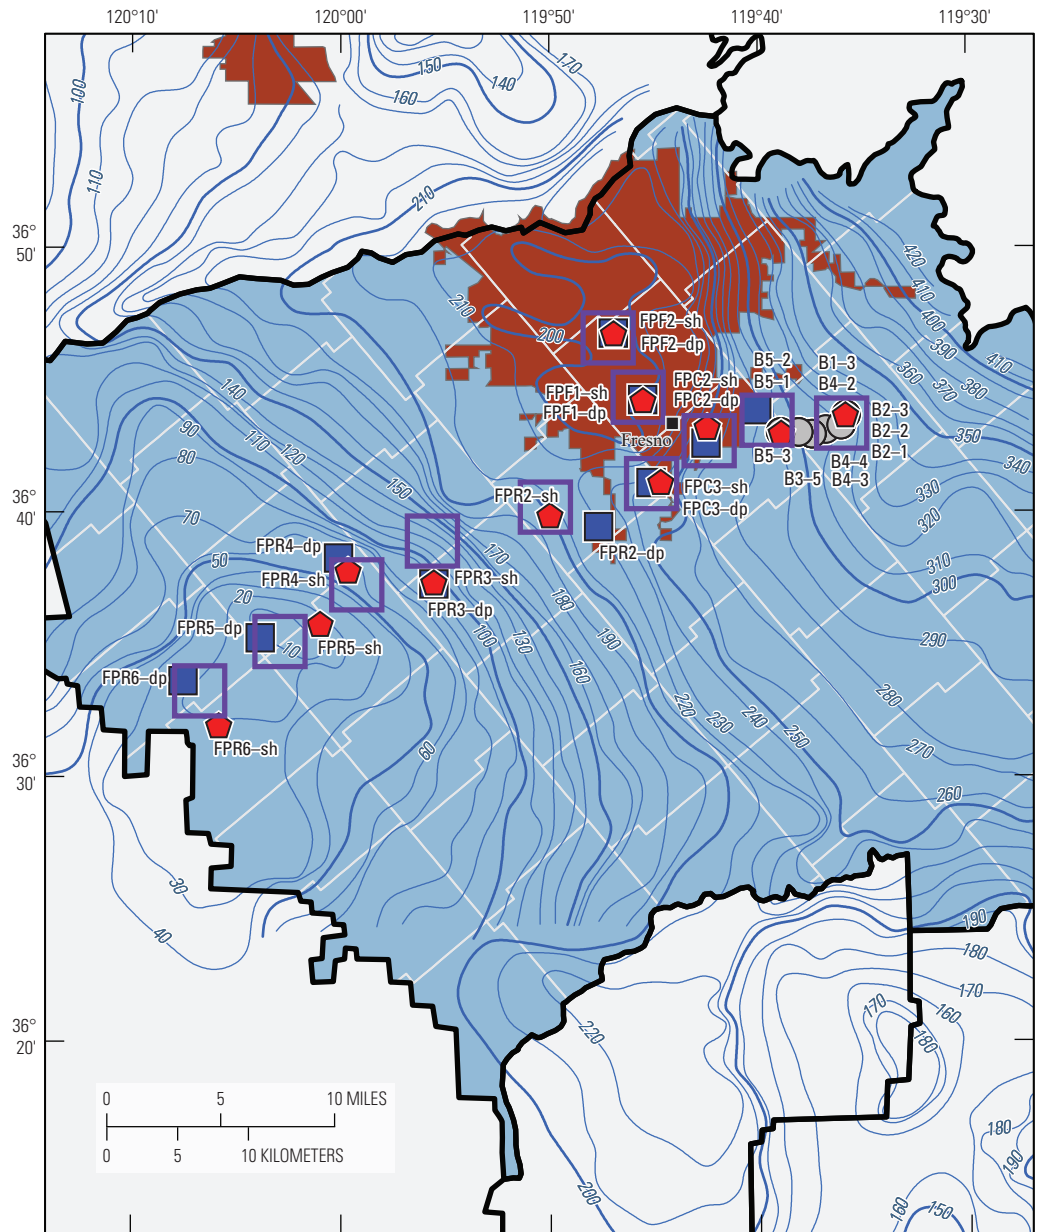 120°10'
120°00'
119°50'
119°40'
119°30'
170
150
140
160
100
110
210
36°
50'
420
410
400
390
410
380
370
360
350
340
330
320
310
300
290
280
270
260
210
200
FPF2–sh
FPF2–dp
FPF1–sh
FPF1–dp
FPC2–sh
FPC2–dp
Fresno
B5–2
B5–1
B1–3
B4–2
B2–3
B2–2
B2–1
B5–3
B3–5
B4–4
B4–3
140
90
110
120
80
150
36°
40'
70
FPR2–sh
FPC3–sh
FPC3–dp
FPR2–dp
FPR4–dp
FPR4–sh
50
170
FPR3–sh
FPR3–dp
180
20
FPR5–dp
FPR5–sh
10
100
130
190
160
FPR6–dp
FPR6–sh
220
230
240
250
60
36°
30'
30
40
190
180
170
160
170
180
220
36°
20'
0
5
10 MILES
0
5
10 KILOMETERS
180
190
200
160
150